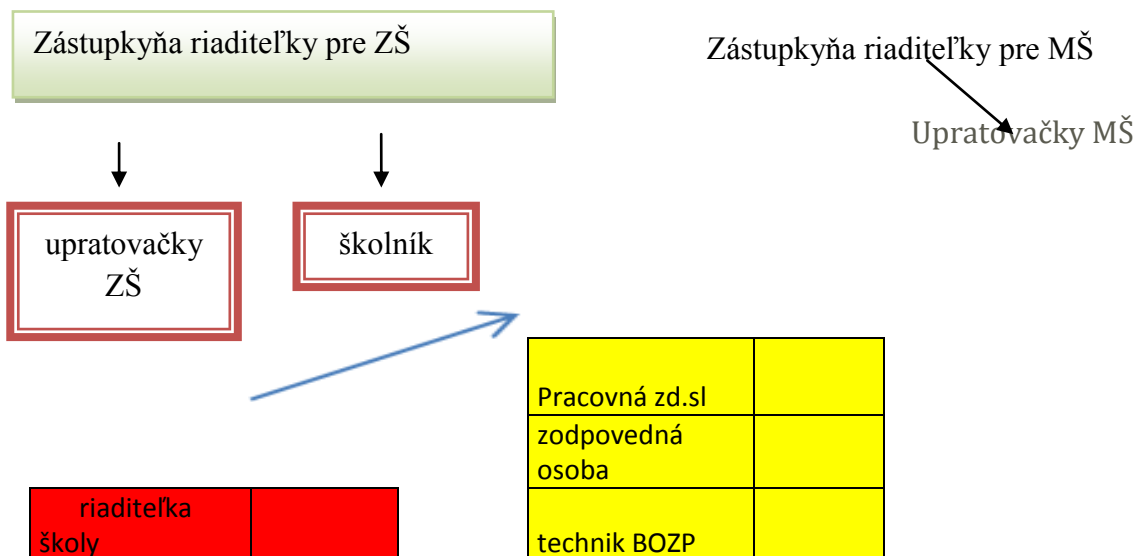 Zástupkyňa riaditeľky pre ZŠ
Zástupkyňa riaditeľky pre MŠ
Upratovačky MŠ
upratovačky
ZŠ
školník
Pracovná zd.sl
zodpovedná
osoba
riaditeľka
školy
technik BOZP